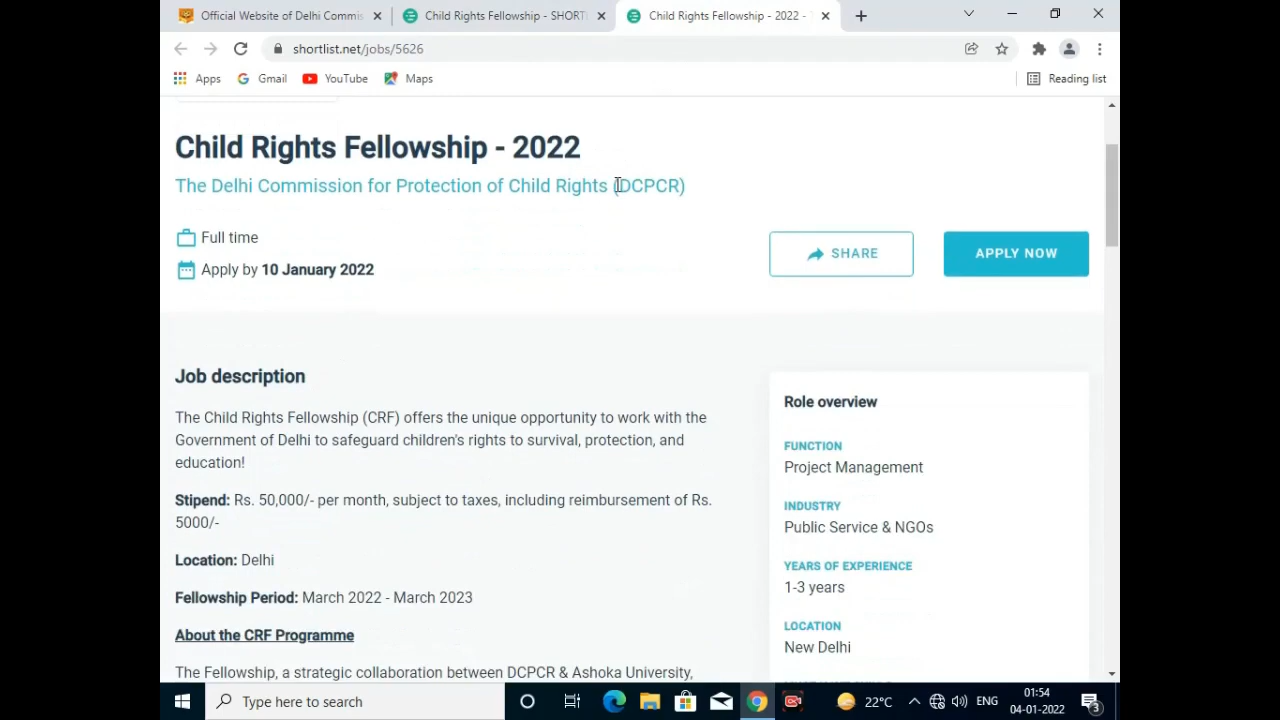 Official Website of Delhi Commis
Child Rights Fellowship - SHORT
Child Rights Fellowship - 2022 -
shortlist.net/jobs/5626
Apps
Gmail
YouTube
Maps
Reading list
Child Rights Fellowship - 2022
The Delhi Commission for Protection of Child Rights (DCPCR)
Full time
Apply by 10 January 2022
SHARE
APPLY NOW
Job description
The Child Rights Fellowship (CRF) offers the unique opportunity to work with the
Government of Delhi to safeguard children's rights to survival, protection, and
education!
Stipend: Rs. 50,000/- per month, subject to taxes, including reimbursement of Rs.
5000/-
Location: Delhi
Fellowship Period: March 2022 - March 2023
About the CRF Programme
The Fellowship, a strategic collaboration between DCPCR & Ashoka University,
Role overview
FUNCTION
Project Management
INDUSTRY
Public Service & NGOs
YEARS OF EXPERIENCE
1-3 years
LOCATION
New Delhi
Type here to search
22°C
ENG
01:54
04-01-2022
3